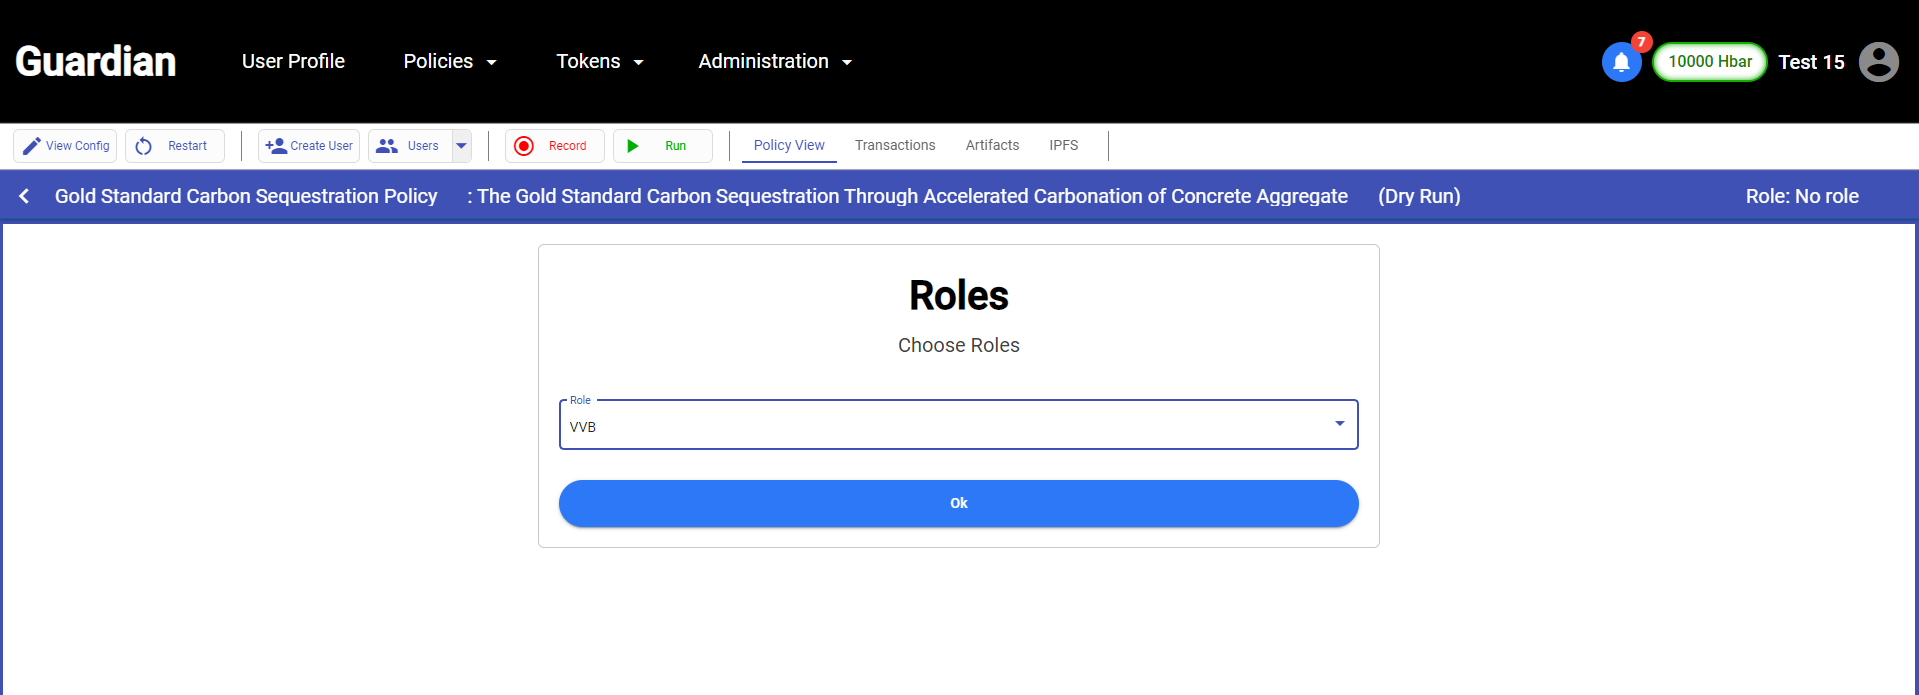 Guardian
User Profile
Policies
Tokens
Administration
7
10000 Hbar
Test 15
View Config
Restart
Create User
Users
Record
Run
Policy View
Transactions
Artifacts
IPFS
Gold Standard Carbon Sequestration Policy : The Gold Standard Carbon Sequestration Through Accelerated Carbonation of Concrete Aggregate (Dry Run)
Role: No role
Roles
Choose Roles
Role
VVB
Ok